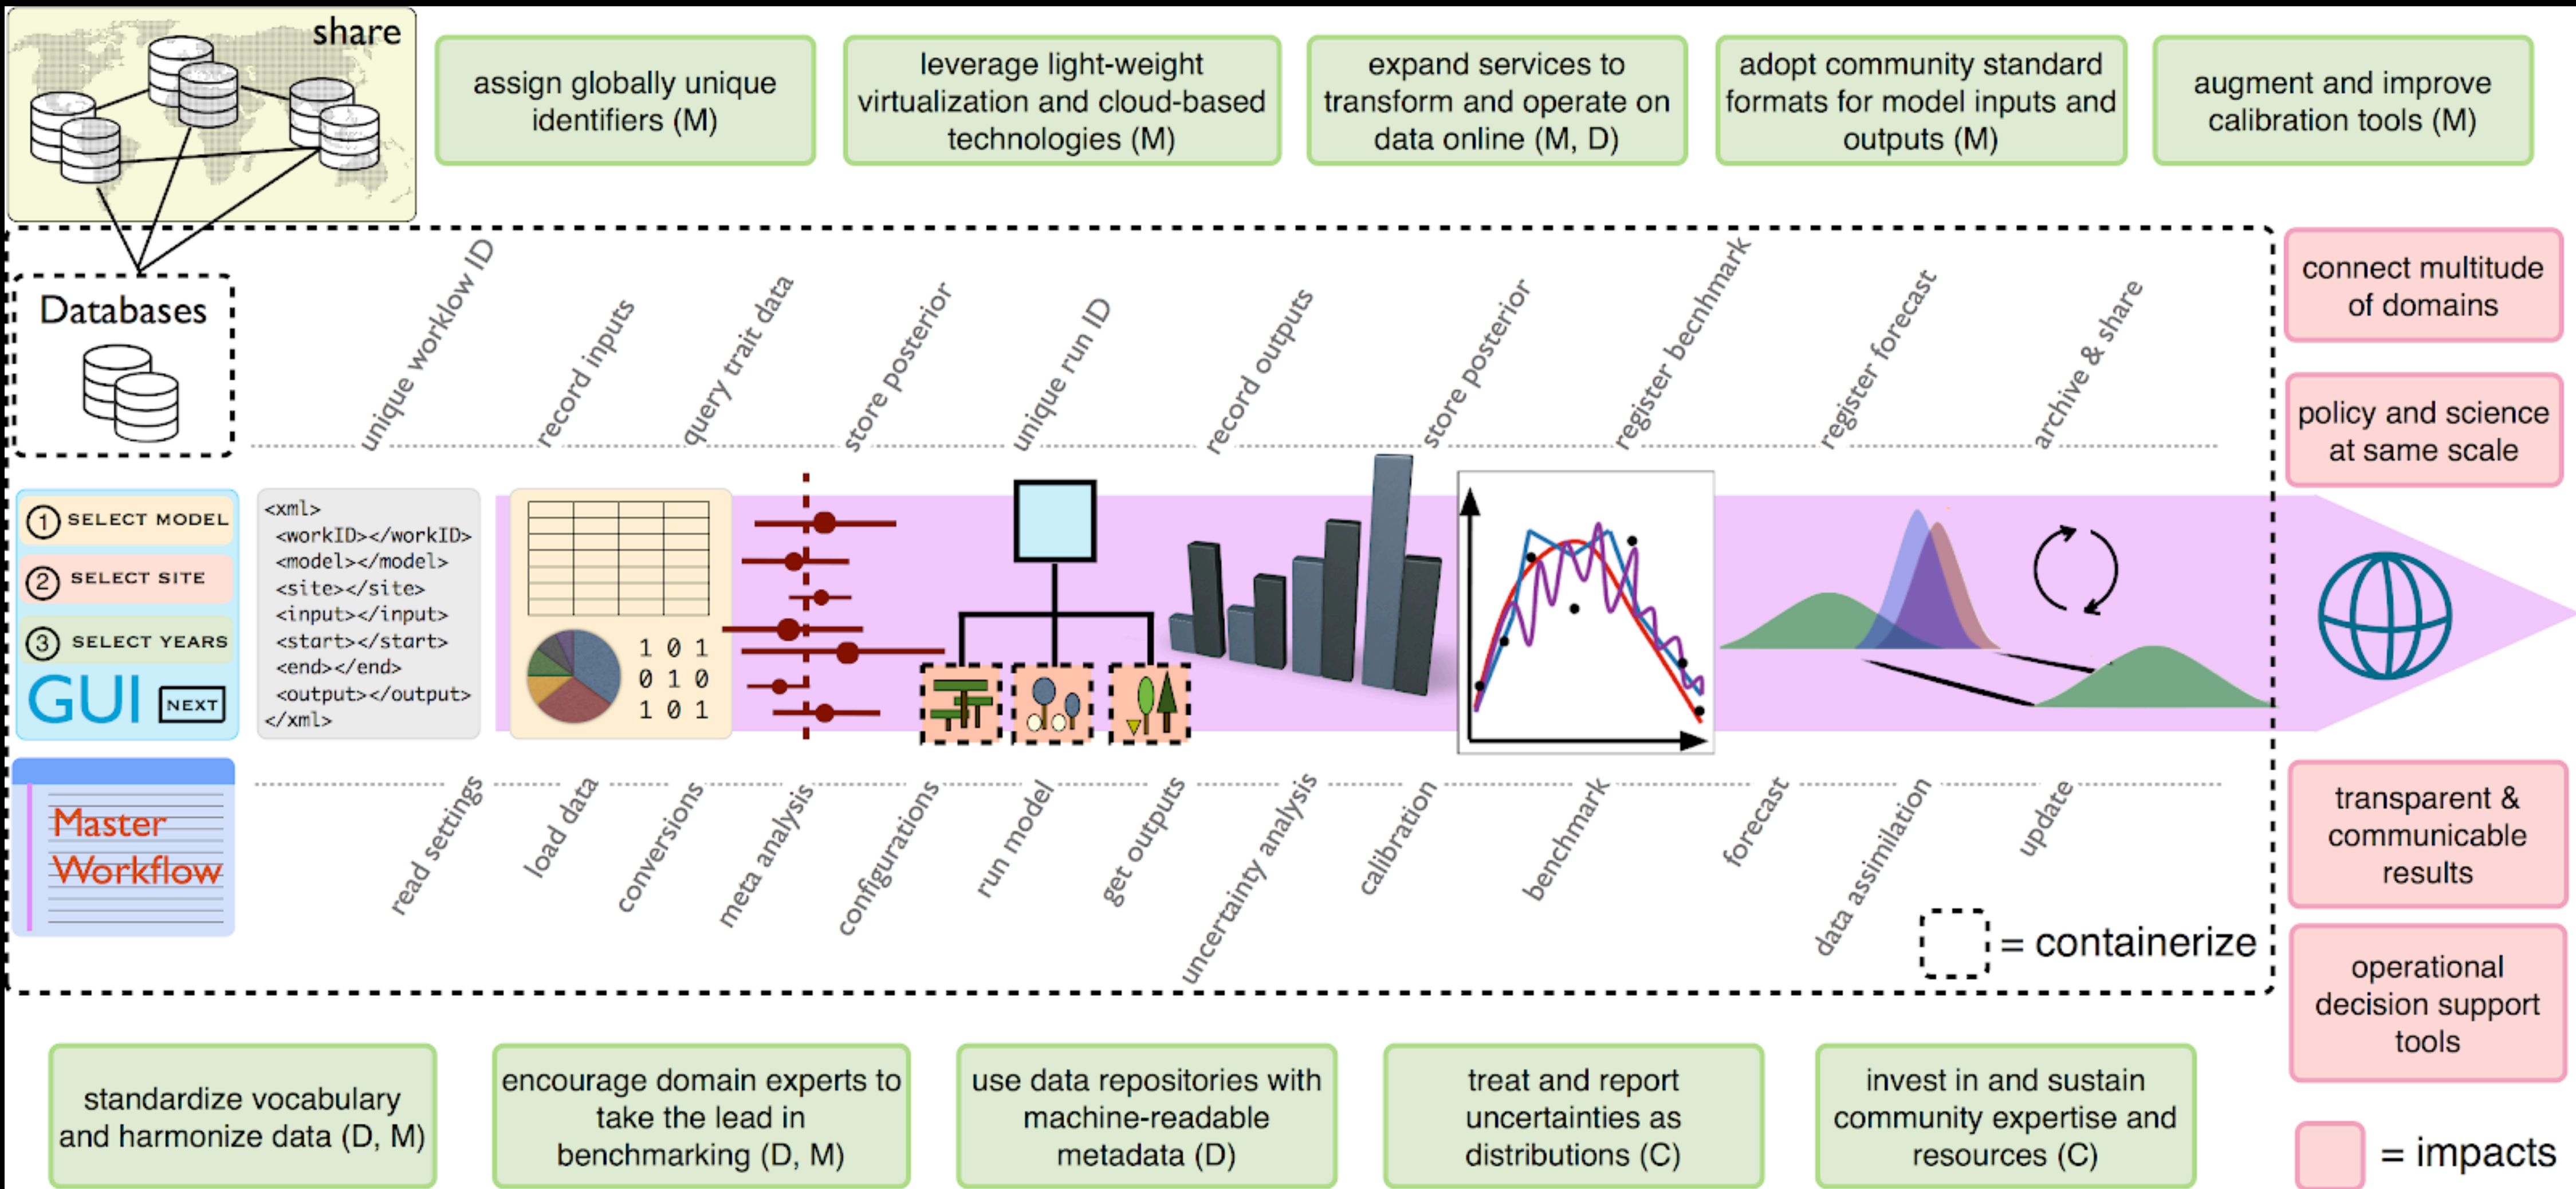 share
assign globally unique
identifiers (M)
leverage light-weight
virtualization and cloud-based
technologies (M)
expand services to
transform and operate on
data online (M, D)
adopt community standard
formats for model inputs and
outputs (M)
augment and improve
calibration tools (M)
Databases
unique worklow ID
record inputs
query trait data
store posterior
unique run ID
record outputs
store posterior
register becnhmark
register forecast
archive & share
connect multitude
of domains
policy and science
at same scale
1 SELECT MODEL
2 SELECT SITE
3 SELECT YEARS
GUI NEXT
<xml>
<workID></workID>
<model></model>
<site></site>
<input></input>
<start></start>
<end></end>
<output></output>
</xml>
1 0 1
0 1 0
1 0 1
Master
Workflow
read settings
load data
conversions
meta analysis
configurations
run model
get outputs
uncertainty analysis
calibration
benchmark
forecast
data assimilation
update
= containerize
transparent &
communicable
results
operational
decision support
tools
standardize vocabulary
and harmonize data (D, M)
encourage domain experts to
take the lead in
benchmarking (D, M)
use data repositories with
machine-readable
metadata (D)
treat and report
uncertainties as
distributions (C)
invest in and sustain
community expertise and
resources (C)
= impacts